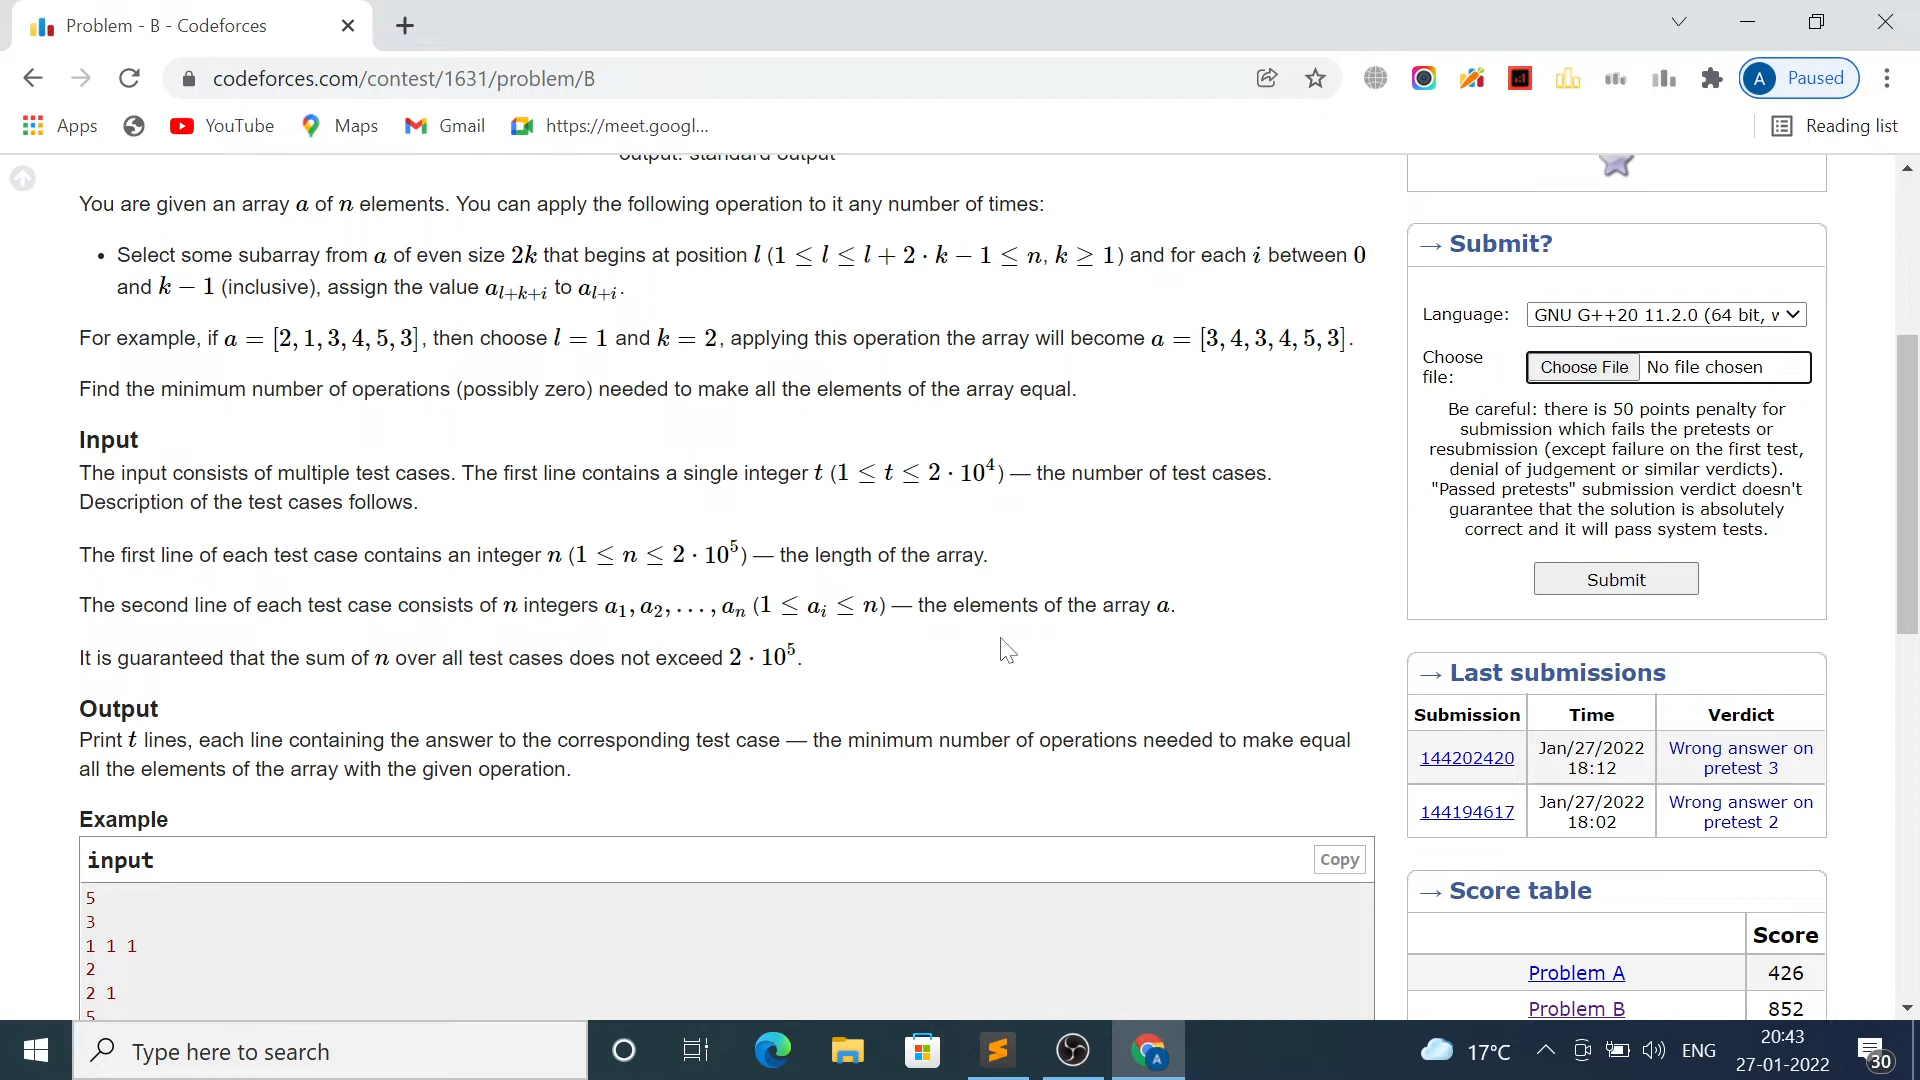 Problem - B - Codeforces
codeforces.com/contest/1631/problem/B
A Paused
Apps
YouTube
Maps
Gmail
https://meet.googl...
Reading list
output: standard output
You are given an array a of n elements. You can apply the following operation to it any number of times:
• Select some subarray from a of even size 2k that begins at position l (1 ≤ l ≤ l + 2 · k − 1 ≤ n, k ≥ 1) and for each i between 0
and k − 1 (inclusive), assign the value a_{l+k+i} to a_{l+i}.
For example, if a = [2, 1, 3, 4, 5, 3], then choose l = 1 and k = 2, applying this operation the array will become a = [3, 4, 3, 4, 5, 3].
Find the minimum number of operations (possibly zero) needed to make all the elements of the array equal.
Input
The input consists of multiple test cases. The first line contains a single integer t (1 ≤ t ≤ 2 · 10^4) — the number of test cases.
Description of the test cases follows.
The first line of each test case contains an integer n (1 ≤ n ≤ 2 · 10^5) — the length of the array.
The second line of each test case consists of n integers a_1, a_2, . . . , a_n (1 ≤ a_i ≤ n) — the elements of the array a.
It is guaranteed that the sum of n over all test cases does not exceed 2 · 10^5.
Output
Print t lines, each line containing the answer to the corresponding test case — the minimum number of operations needed to make equal
all the elements of the array with the given operation.
Example
input
Copy
5
3
1 1 1
2
2 1
5
→ Submit?
Language: GNU G++20 11.2.0 (64 bit, w
Choose
file:
Choose File No file chosen
Be careful: there is 50 points penalty for
submission which fails the pretests or
resubmission (except failure on the first test,
denial of judgement or similar verdicts).
"Passed pretests" submission verdict doesn't
guarantee that the solution is absolutely
correct and it will pass system tests.
Submit
→ Last submissions
Submission Time Verdict
144202420 Jan/27/2022 18:12 Wrong answer on pretest 3
144194617 Jan/27/2022 18:02 Wrong answer on pretest 2
→ Score table
Score
Problem A 426
Problem B 852
Type here to search
A
17°C
ENG
20:43
27-01-2022
30